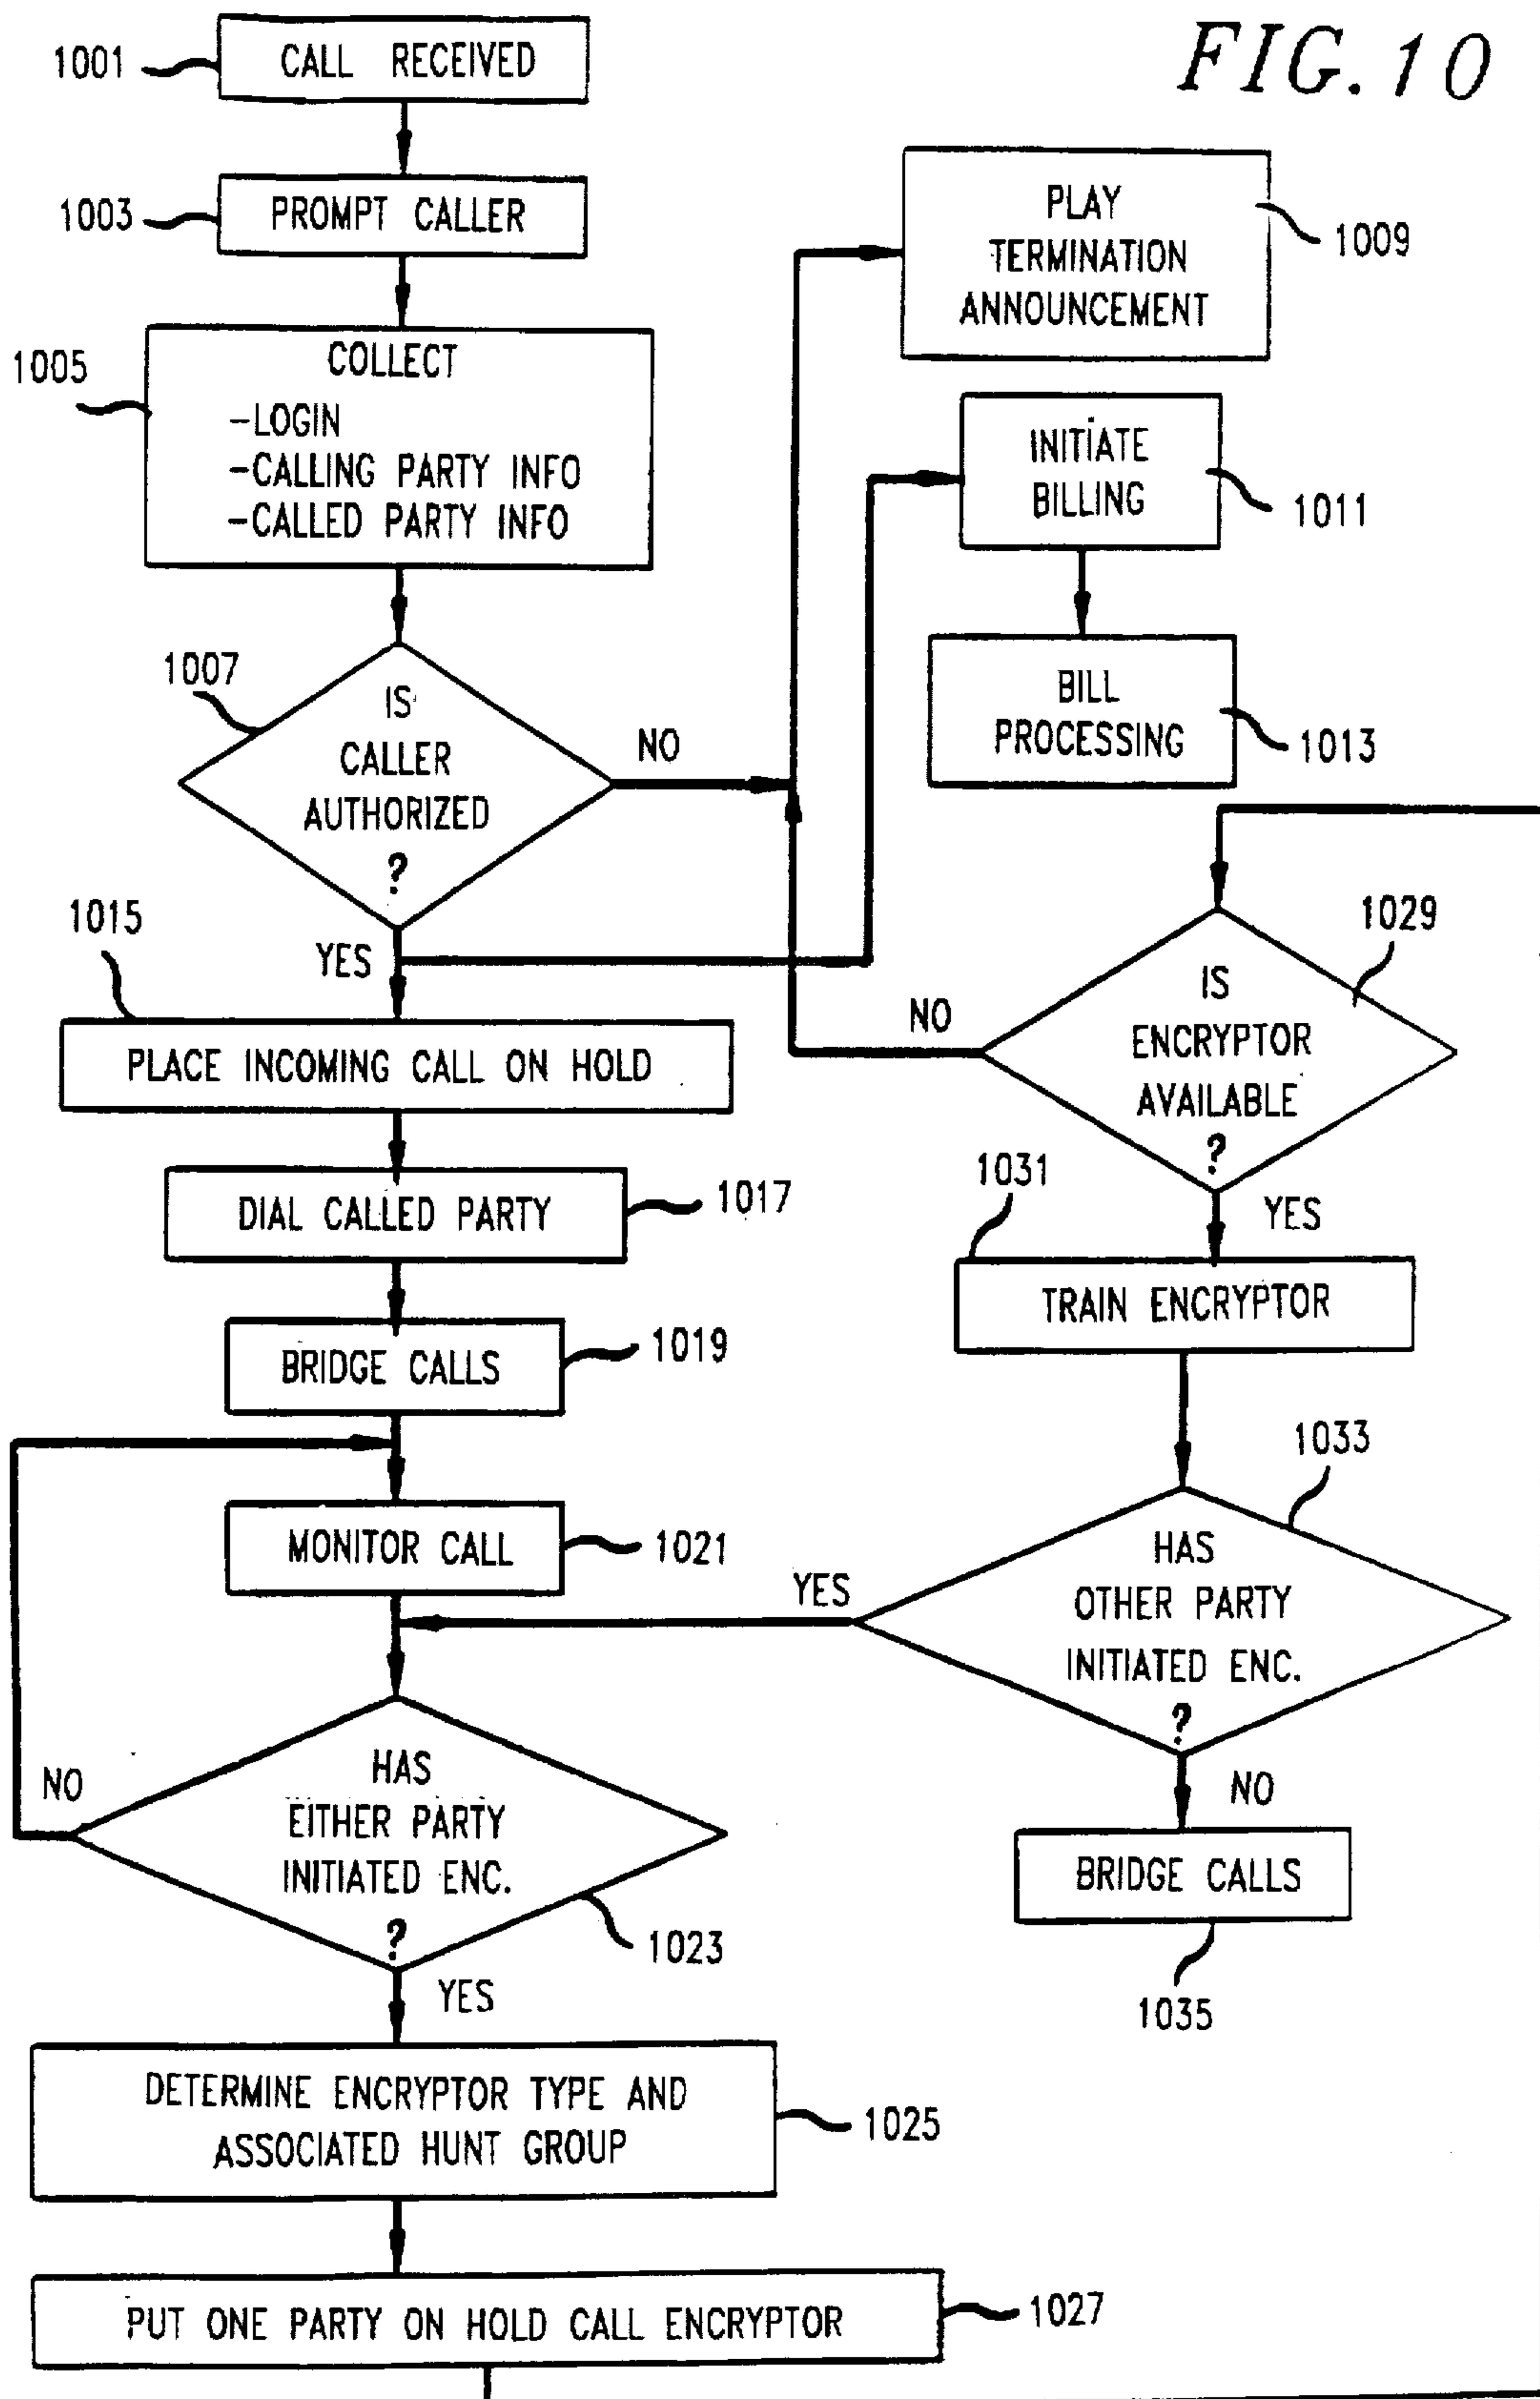 FIG. 10
1001
CALL RECEIVED
1003
PROMPT CALLER
1005
COLLECT
-LOGIN
-CALLING PARTY INFO
-CALLED PARTY INFO
1007
IS
CALLER
AUTHORIZED
?
NO
YES
PLAY
TERMINATION
ANNOUNCEMENT
1009
INITIATE
BILLING
1011
BILL
PROCESSING
1013
1015
PLACE INCOMING CALL ON HOLD
DIAL CALLED PARTY
1017
BRIDGE CALLS
1019
MONITOR CALL
1021
HAS
EITHER PARTY
INITIATED ENC.
?
1023
NO
YES
DETERMINE ENCRYPTOR TYPE AND
ASSOCIATED HUNT GROUP
1025
PUT ONE PARTY ON HOLD CALL ENCRYPTOR
1027
1029
IS
ENCRYPTOR
AVAILABLE
?
NO
YES
1031
TRAIN ENCRYPTOR
1033
HAS
OTHER PARTY
INITIATED ENC.
?
YES
NO
BRIDGE CALLS
1035